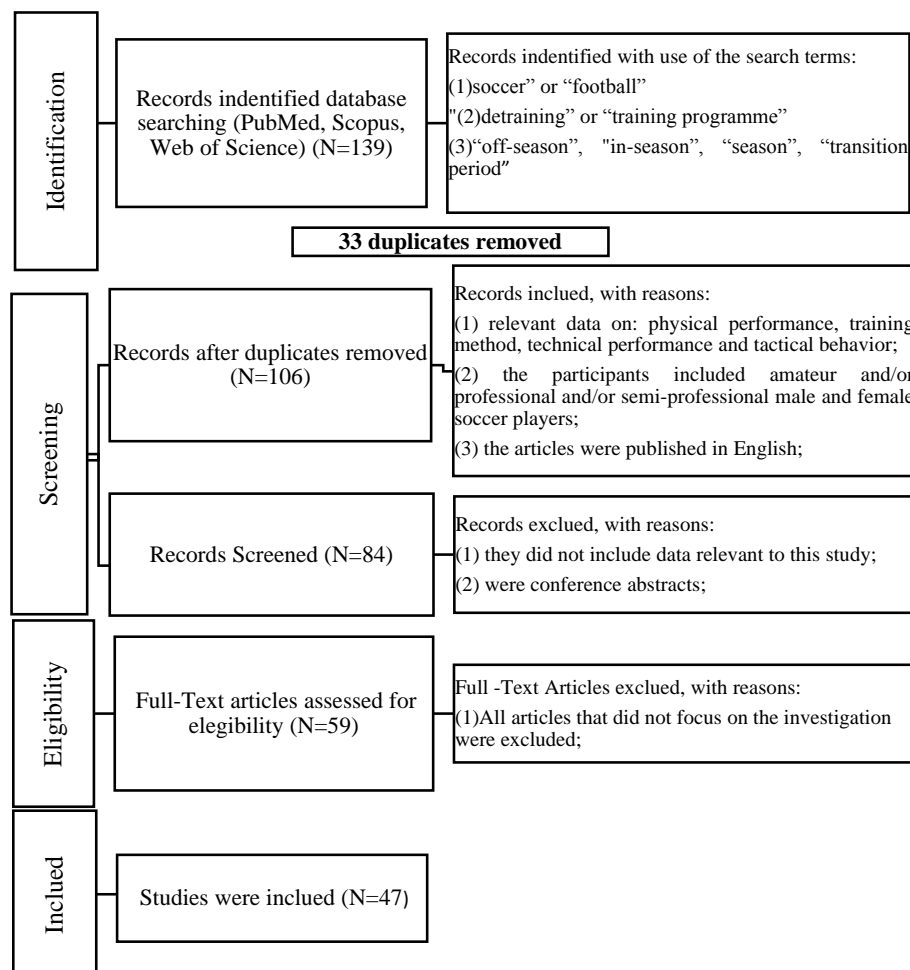 Identification
Records indentified database
searching (PubMed, Scopus,
Web of Science) (N=139)
Records indentified with use of the search terms:
(1)soccer” or “football”
"(2)detraining” or “training programme”
(3)“off-season”, "in-season”, “season”, “transition
period”
33 duplicates removed
Screening
Records after duplicates removed
(N=106)
Records included, with reasons:
(1) relevant data on: physical performance, training
method, technical performance and tactical behavior;
(2) the participants included amateur and/or
professional and/or semi-professional male and female
soccer players;
(3) the articles were published in English;
Records Screened (N=84)
Records exclued, with reasons:
(1) they did not include data relevant to this study;
(2) were conference abstracts;
Eligibility
Full-Text articles assessed for
elegibility (N=59)
Full -Text Articles exclued, with reasons:
(1)All articles that did not focus on the investigation
were excluded;
Inclued
Studies were inclued (N=47)